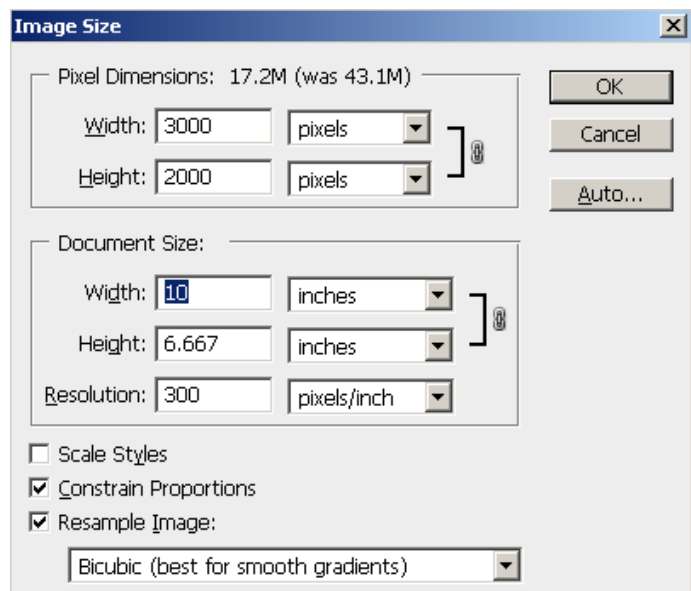 Image Size
Pixel Dimensions: 17.2M (was 43.1M)
Width: 3000 pixels
Height: 2000 pixels
OK
Cancel
Auto...
Document Size:
Width: 10 inches
Height: 6.667 inches
Resolution: 300 pixels/inch
Scale Styles
Constrain Proportions
Resample Image:
Bicubic (best for smooth gradients)